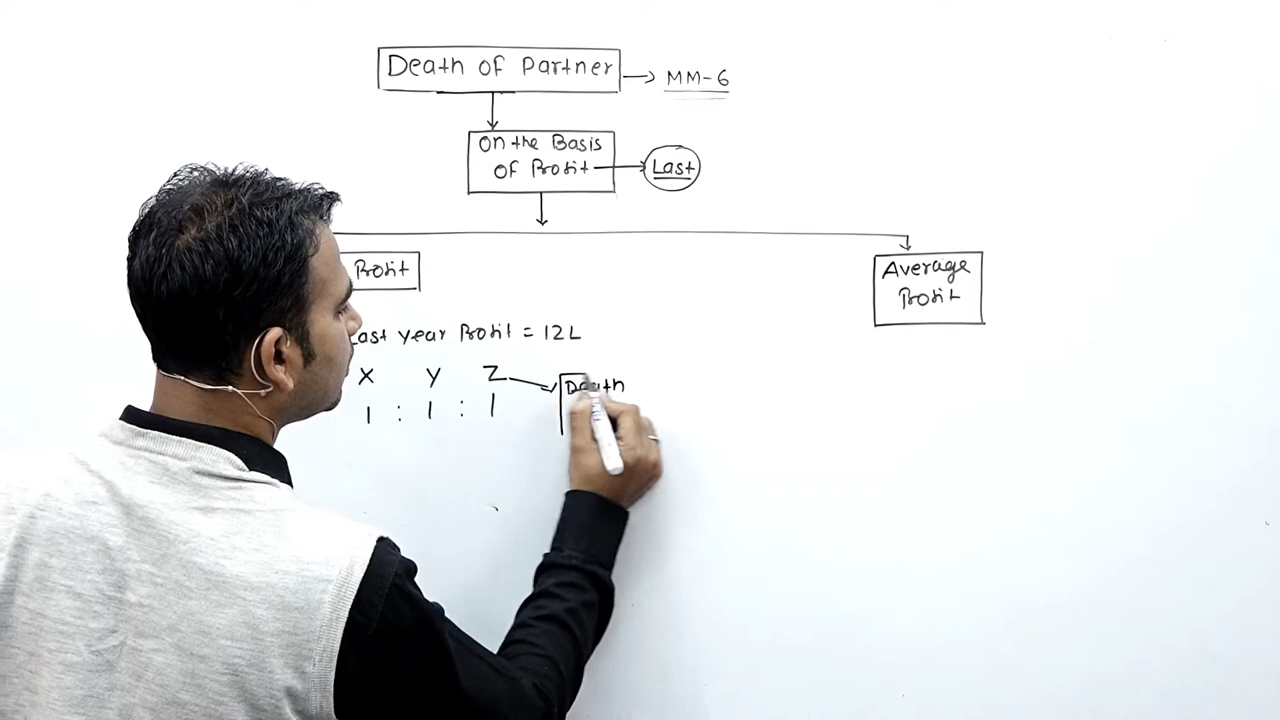 Death of Partner → MM-6
On the Basis
of Profit → Last
Profit
Average
Profit
Last year Profit = 12L
X Y Z → Death
1 : 1 : 1